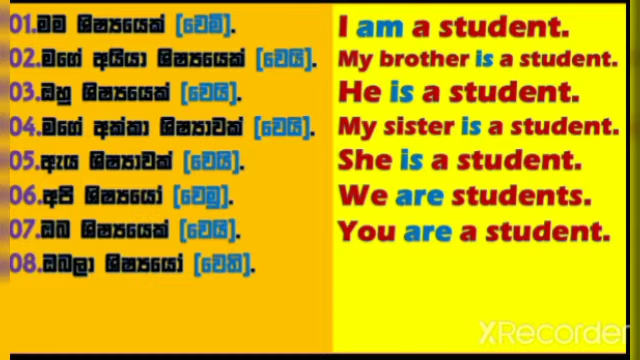 01.මම ශිෂ්‍යයෙක් [වෙමි]. I am a student.
02.මගේ අයියා ශිෂ්‍යයෙක් [වෙයි]. My brother is a student.
03.ඔහු ශිෂ්‍යයෙක් [වෙයි]. He is a student.
04.මගේ අක්කා ශිෂ්‍යාවක් [වෙයි]. My sister is a student.
05.ඇය ශිෂ්‍යාවක් [වෙයි]. She is a student.
06.අපි ශිෂ්‍යයෝ [වෙමු]. We are students.
07.ඔබ ශිෂ්‍යයෙක් [වෙයි]. You are a student.
08.ඔබලා ශිෂ්‍යයෝ [වෙති].
XRecorder